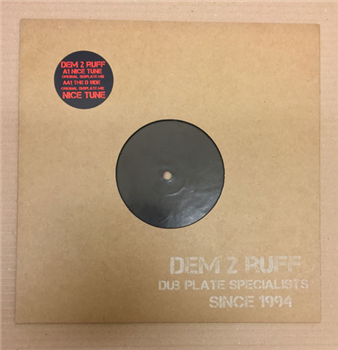 DEM 2 RUFF
A1 NICE TUNE
ORIGINAL DUBPLATE MIX
AA1 THE D SIDE
ORIGINAL DUBPLATE MIX
NICE TUNE
DEM 2 RUFF
DUB PLATE SPECIALISTS
SINCE 1994